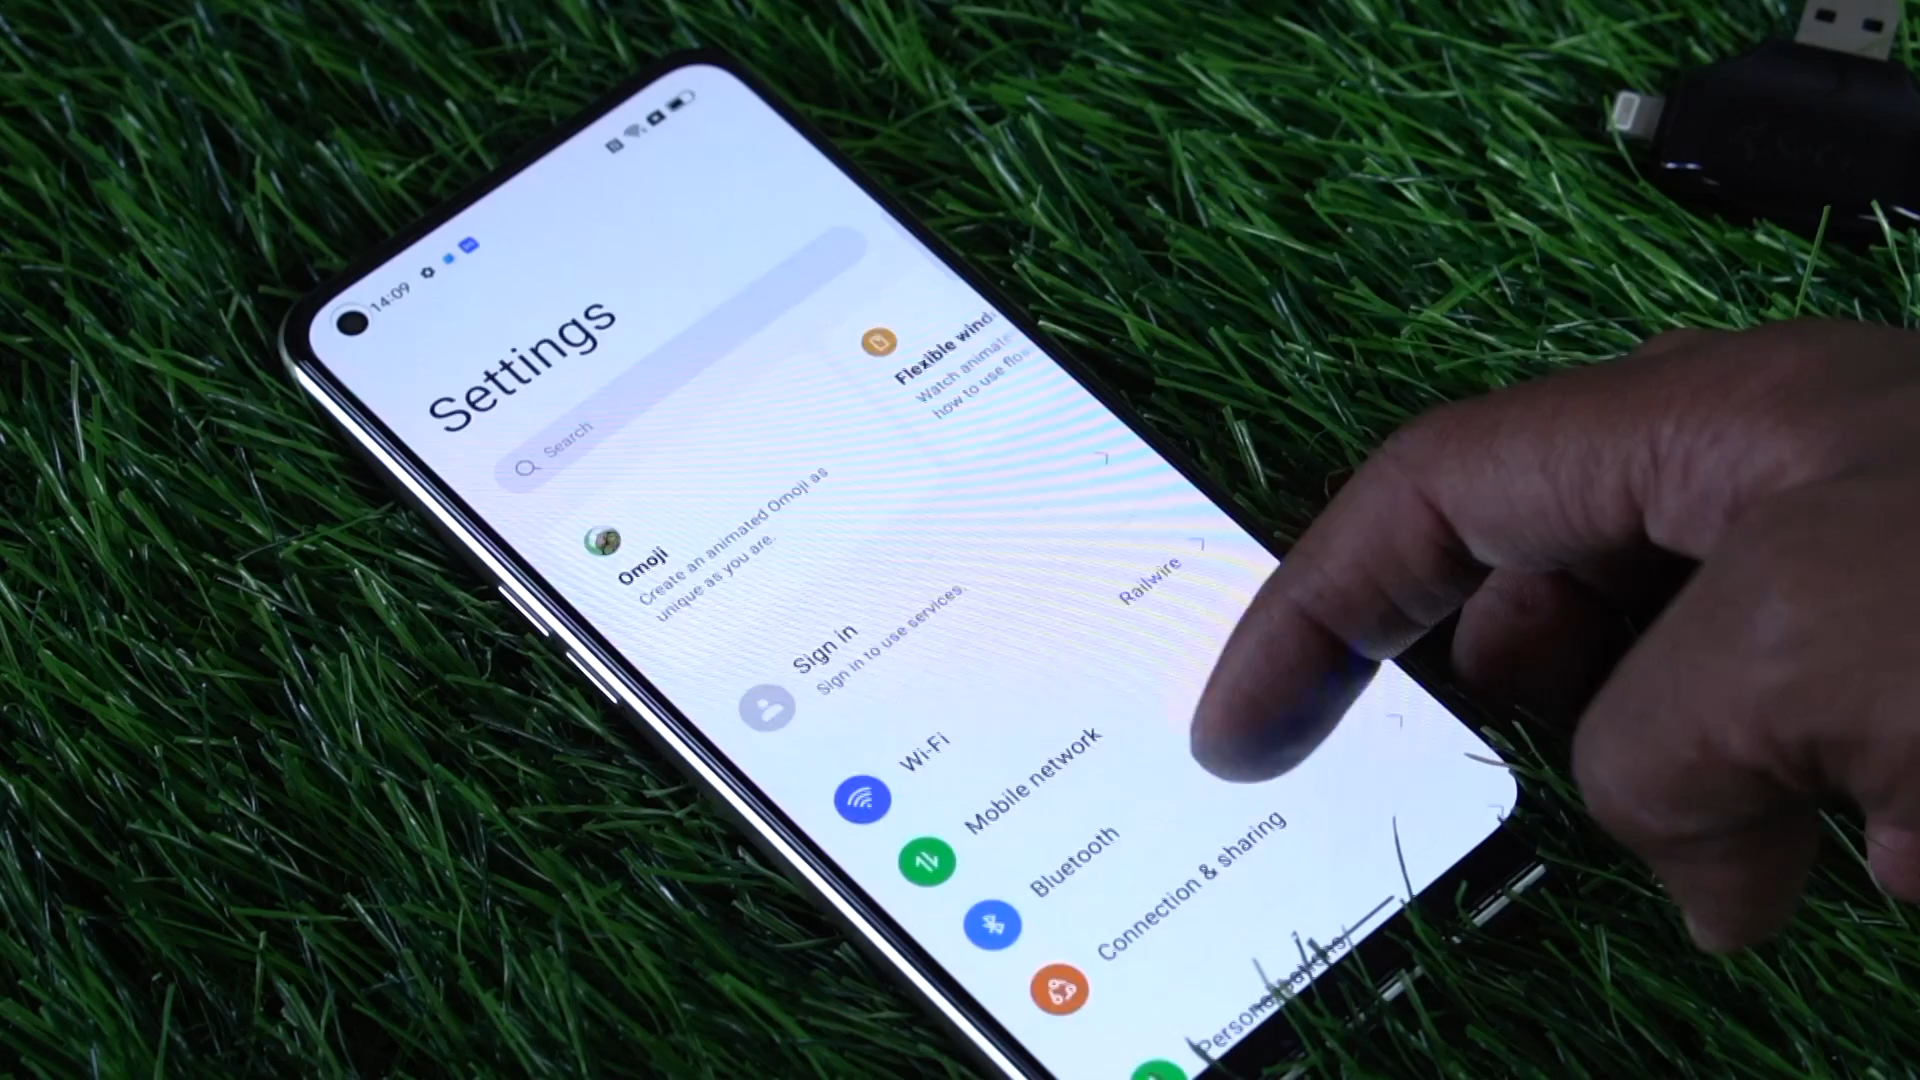 14:09
Settings
Search
Omoji
Create an animated Omoji as
unique as you are.
Flexible wind
Watch animate
how to use flo
Sign in
Sign in to use services.
Wi-Fi
Railwire
Mobile network
Bluetooth
Connection & sharing